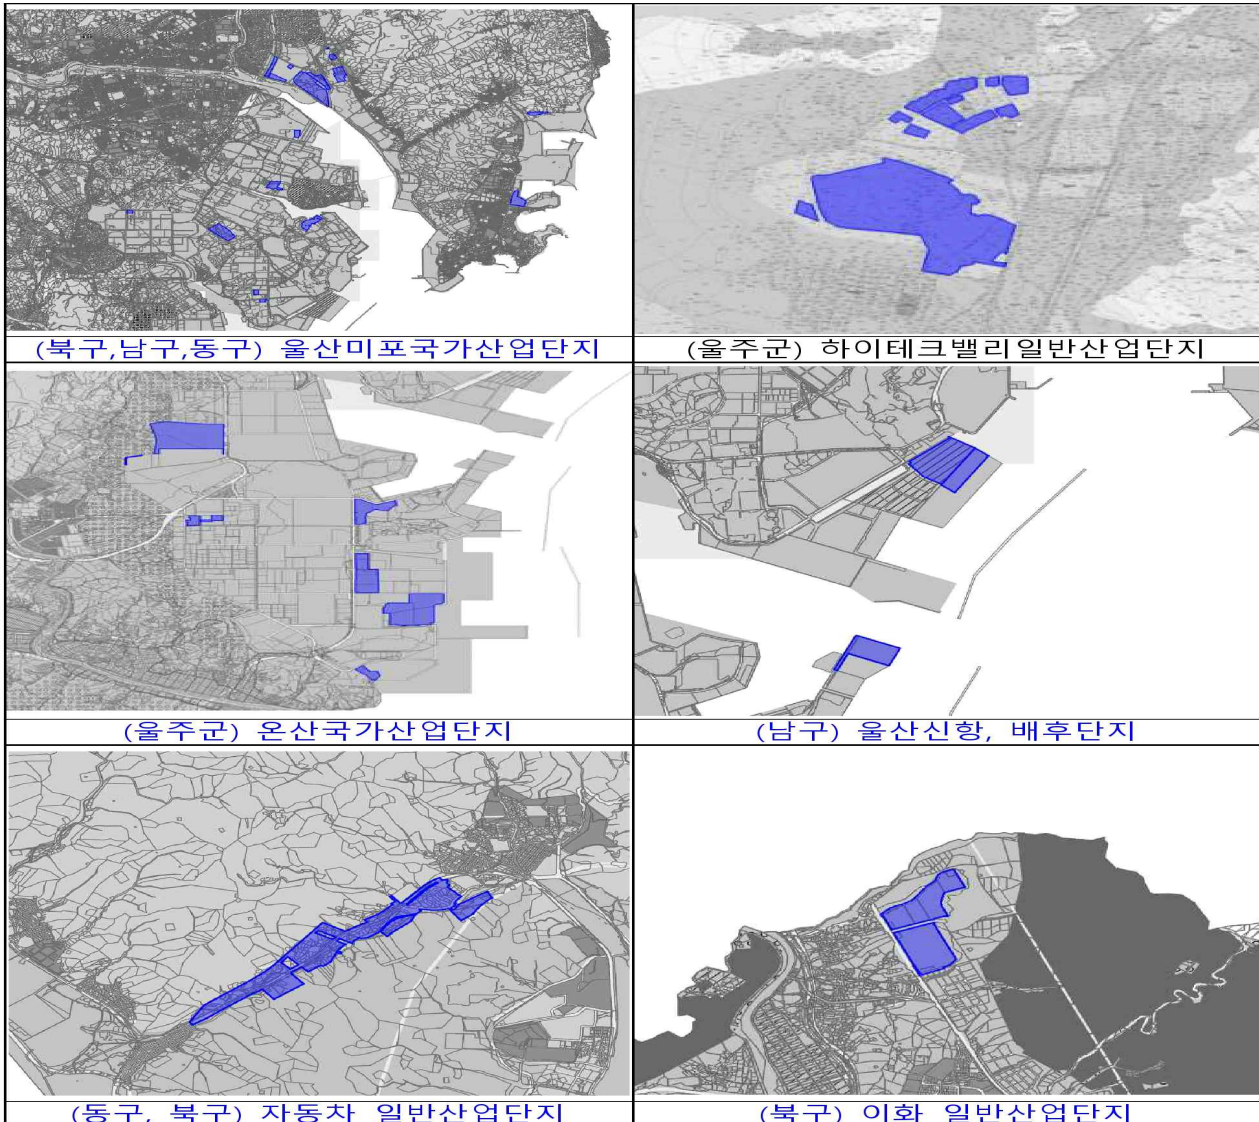 (북구,남구,동구) 울산미포국가산업단지
(울주군) 하이테크밸리일반산업단지
(울주군) 온산국가산업단지
(남구) 울산신항, 배후단지
(동구, 북구) 자동차 일반산업단지
(북구) 이화 일반산업단지